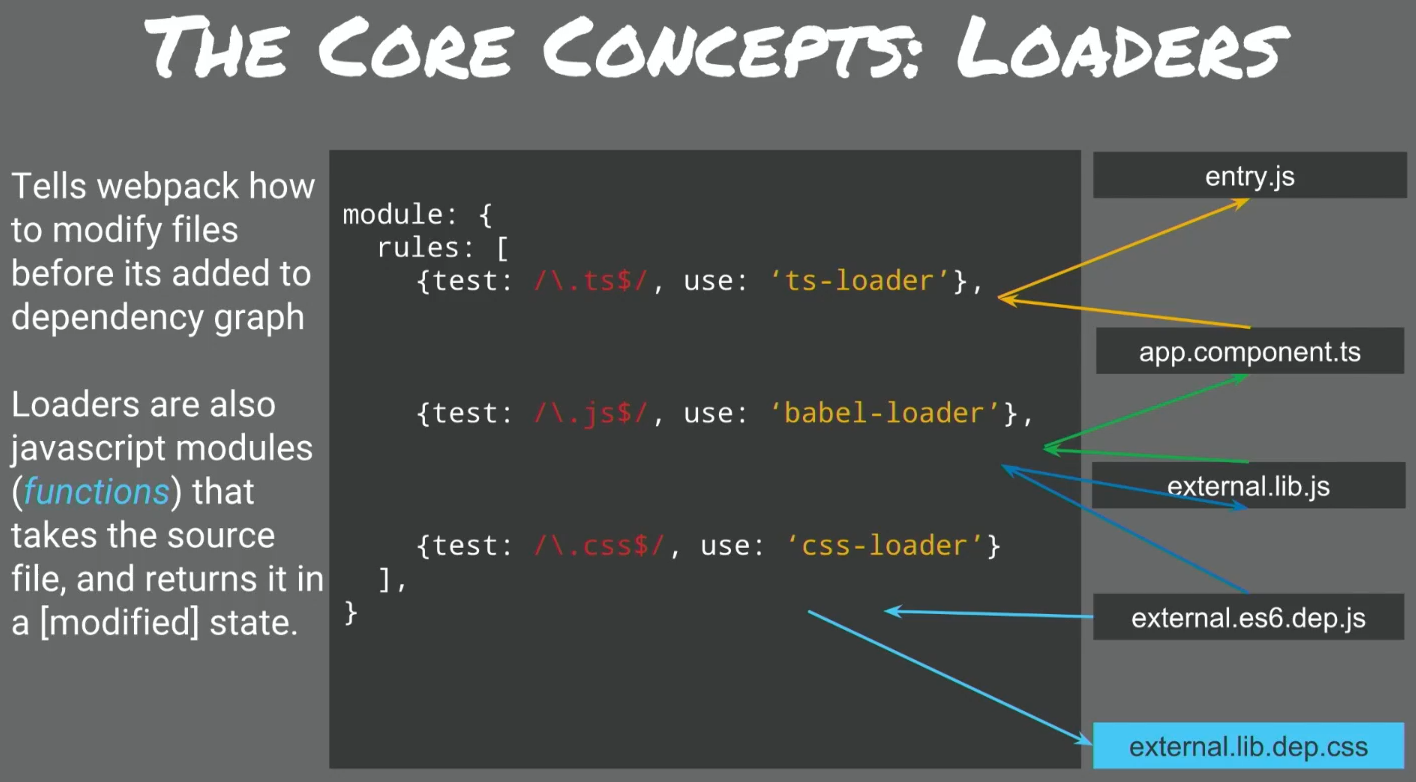 The Core Concepts: Loaders
Tells webpack how
to modify files
before its added to
dependency graph
Loaders are also
javascript modules
(functions) that
takes the source
file, and returns it in
a [modified] state.
module: {
rules: [
{test: /\.ts$/, use: ‘ts-loader’},
{test: /\.js$/, use: ‘babel-loader’},
{test: /\.css$/, use: ‘css-loader’}
],
}
entry.js
app.component.ts
external.lib.js
external.es6.dep.js
external.lib.dep.css